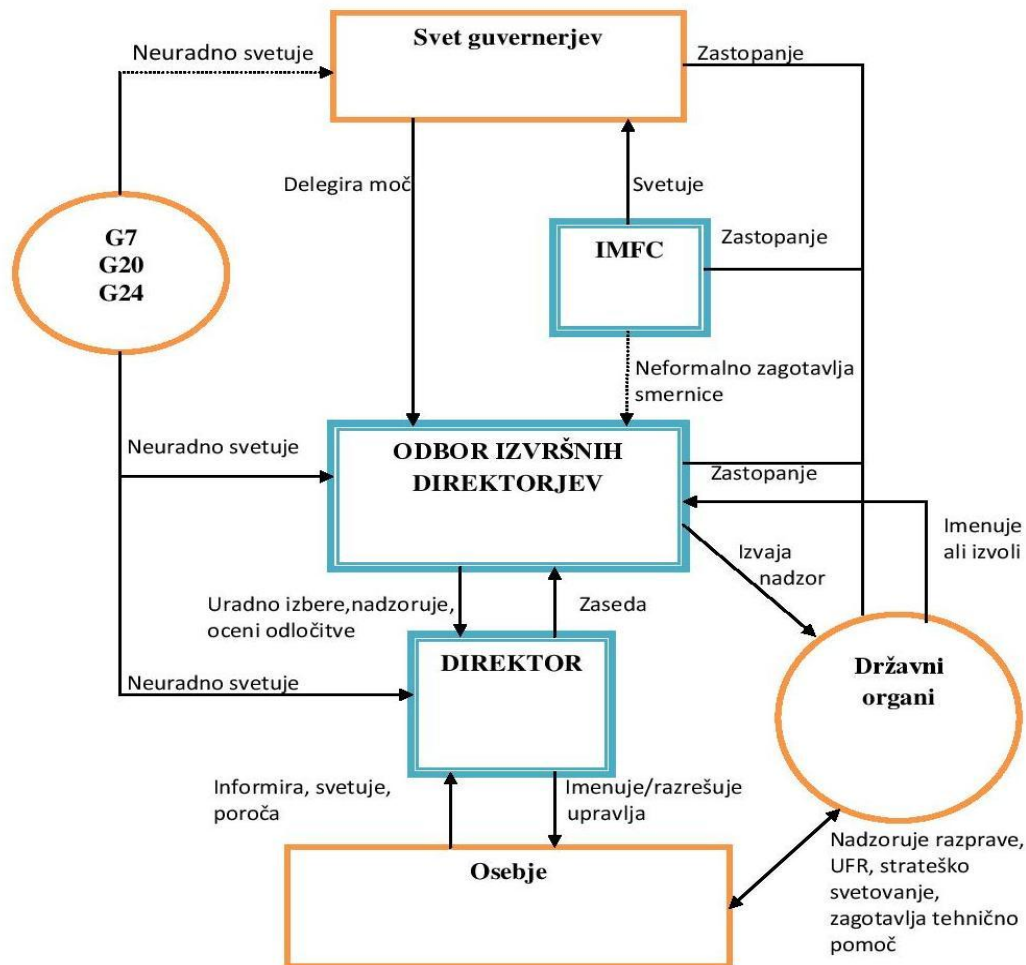 Svet guvernerjev
Neuradno svetuje
Zastopanje
Delegira moč
Svetuje
G7
G20
G24
IMFC
Zastopanje
Neformalno zagotavlja
smernice
Neuradno svetuje
ODBOR IZVRŠNIH
DIREKTORJEV
Zastopanje
Imenuje
ali izvoli
Izvaja
nadzor
Uradno izbere,nadzoruje,
oceni odločitve
Zaseda
DIREKTOR
Neuradno svetuje
Državni
organi
Informira, svetuje,
poroča
Imenuje/razrešuje
upravlja
Osebje
Nadzoruje razprave,
UFR, strateško
svetovanje,
zagotavlja tehnično
pomoč